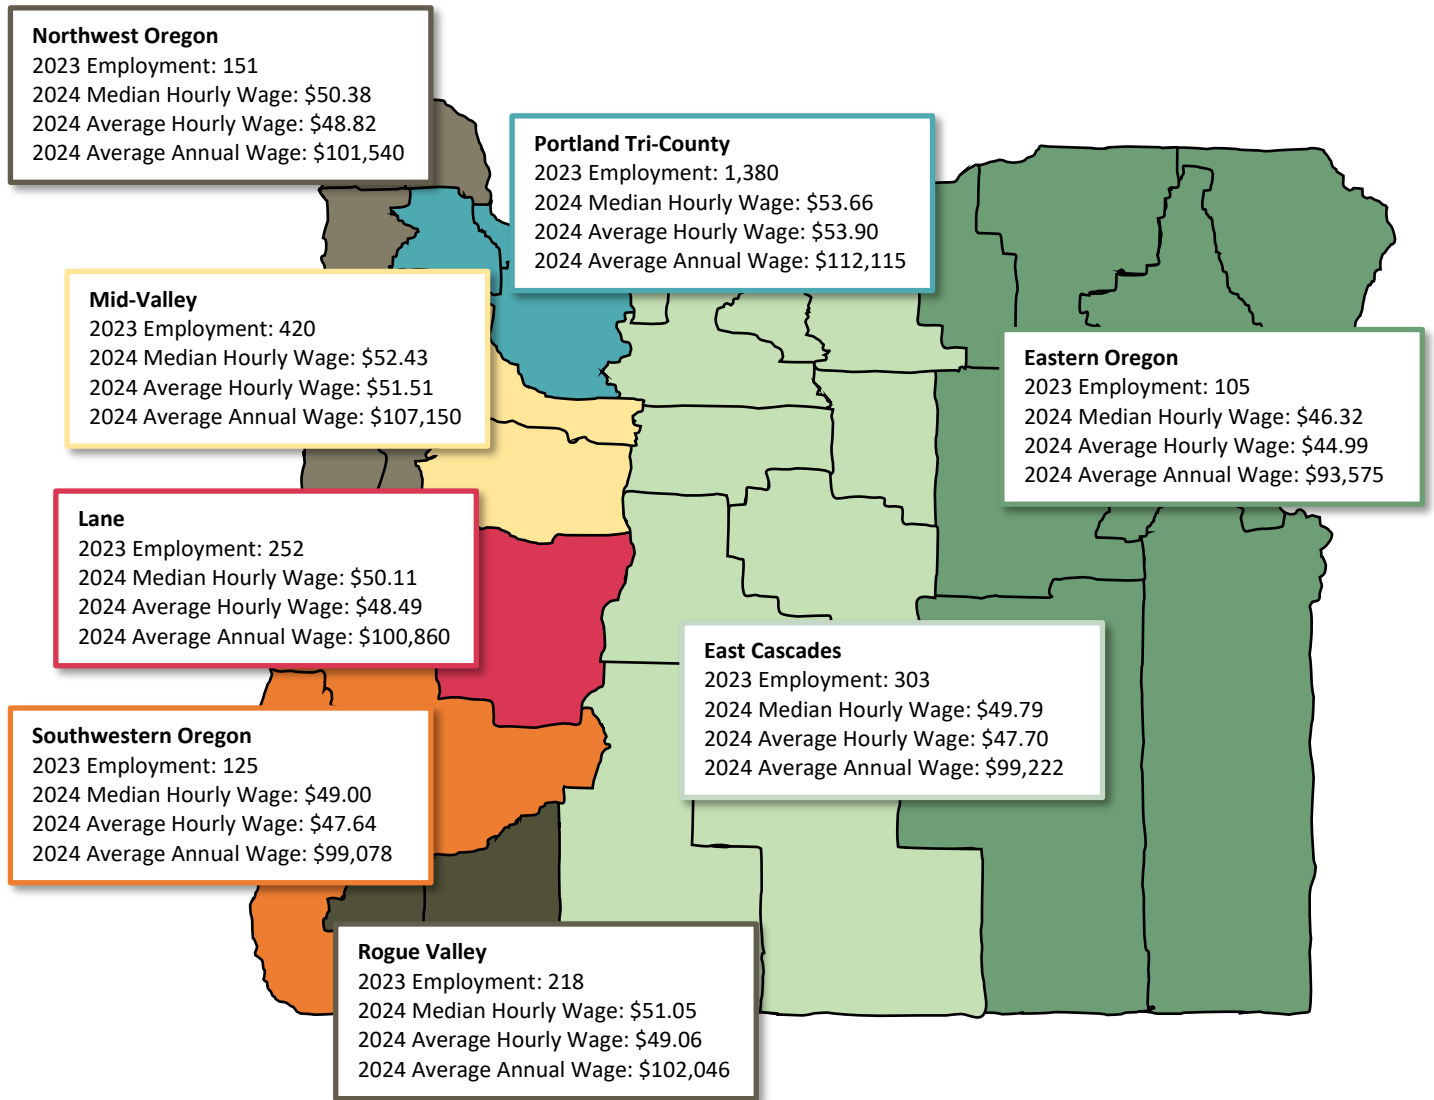 Northwest Oregon
2023 Employment: 151
2024 Median Hourly Wage: $50.38
2024 Average Hourly Wage: $48.82
2024 Average Annual Wage: $101,540
Portland Tri-County
2023 Employment: 1,380
2024 Median Hourly Wage: $53.66
2024 Average Hourly Wage: $53.90
2024 Average Annual Wage: $112,115
Mid-Valley
2023 Employment: 420
2024 Median Hourly Wage: $52.43
2024 Average Hourly Wage: $51.51
2024 Average Annual Wage: $107,150
Eastern Oregon
2023 Employment: 105
2024 Median Hourly Wage: $46.32
2024 Average Hourly Wage: $44.99
2024 Average Annual Wage: $93,575
Lane
2023 Employment: 252
2024 Median Hourly Wage: $50.11
2024 Average Hourly Wage: $48.49
2024 Average Annual Wage: $100,860
East Cascades
2023 Employment: 303
2024 Median Hourly Wage: $49.79
2024 Average Hourly Wage: $47.70
2024 Average Annual Wage: $99,222
Southwestern Oregon
2023 Employment: 125
2024 Median Hourly Wage: $49.00
2024 Average Hourly Wage: $47.64
2024 Average Annual Wage: $99,078
Rogue Valley
2023 Employment: 218
2024 Median Hourly Wage: $51.05
2024 Average Hourly Wage: $49.06
2024 Average Annual Wage: $102,046